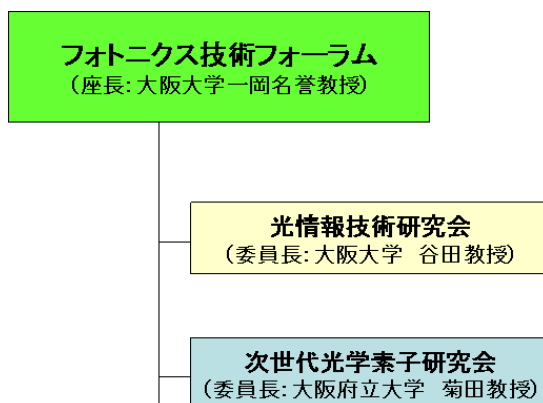 フォトニクス技術フォーラム
（座長：大阪大学一岡名誉教授）
光情報技術研究会
（委員長：大阪大学　谷田教授）
次世代光学素子研究会
（委員長：大阪府立大学　菊田教授）